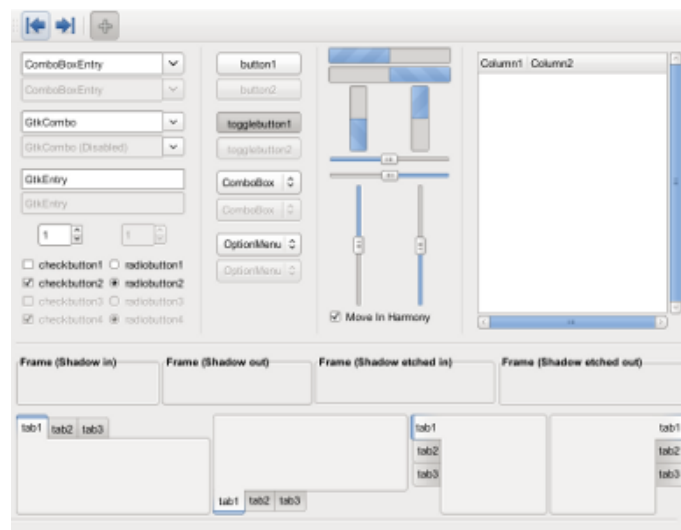 ComboBoxEntry
ComboBoxEntry
GtkCombo
GtkCombo (Disabled)
GtkEntry
GtkEntry
1 1
checkbutton1 radiobutton1
checkbutton2 radiobutton2
checkbutton3 radiobutton3
checkbutton4 radiobutton4
button1
button2
togglebutton1
togglebutton2
ComboBox
ComboBox
OptionMenu
OptionMenu
Move In Harmony
Column1 Column2
Frame (Shadow in) Frame (Shadow out) Frame (Shadow etched in) Frame (Shadow etched out)
tab1 tab2 tab3
tab1 tab2 tab3
tab1
tab2
tab3
tab1
tab2
tab3